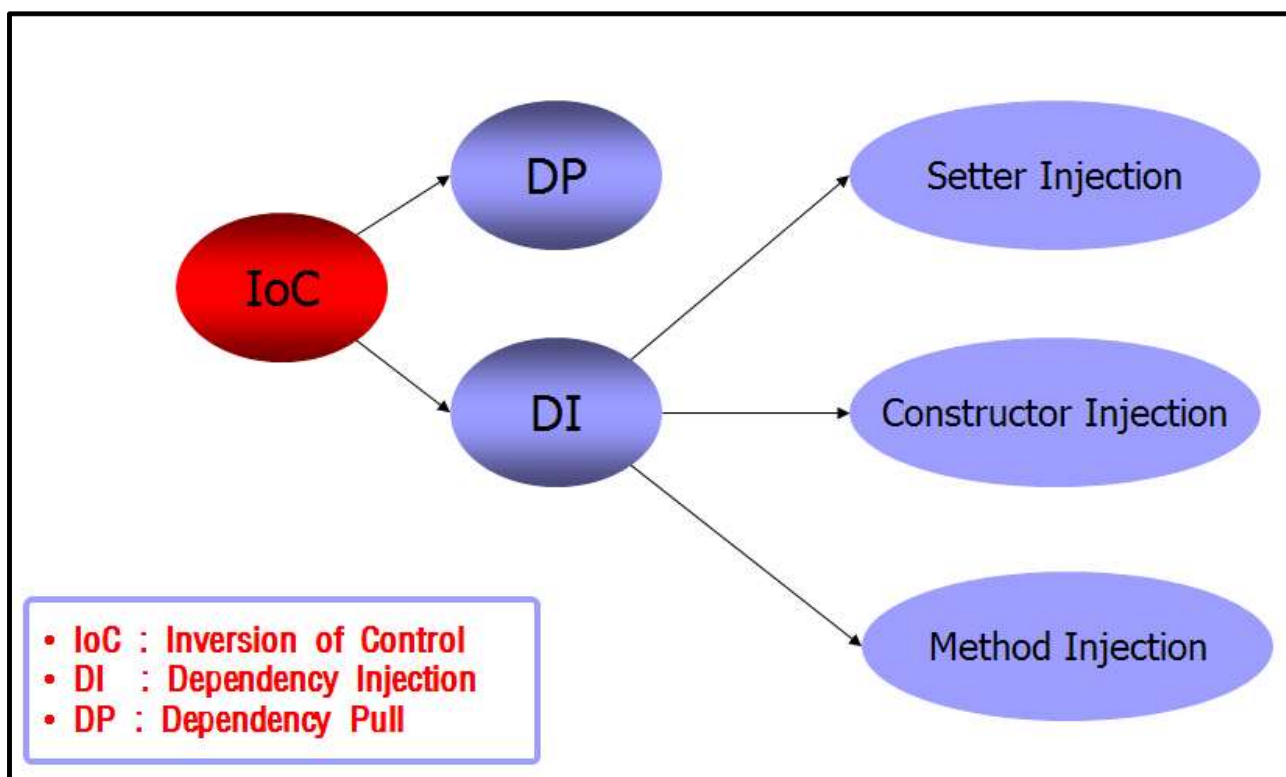 DP
Setter Injection
IoC
DI
Constructor Injection
Method Injection
• IoC : Inversion of Control
• DI : Dependency Injection
• DP : Dependency Pull